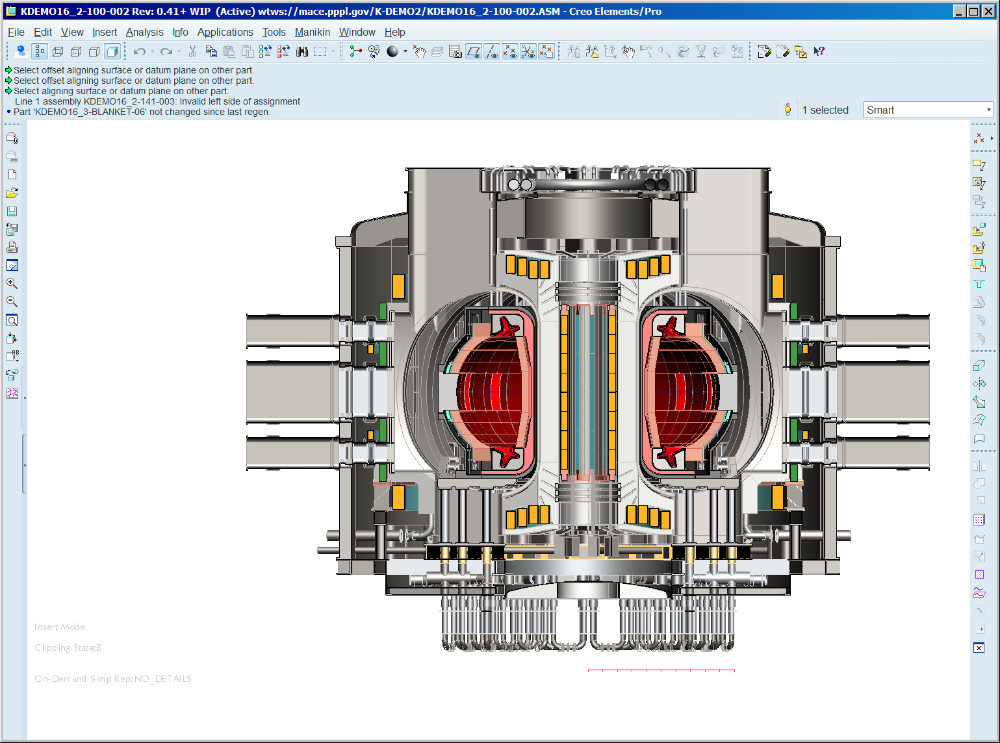 KDEMO16_2-100-002 Rev: 0.41+ WIP (Active) wtws://mace.pppl.gov/K-DEMO2/KDEMO16_2-100-002.ASM - Creo Elements/Pro
File Edit View Insert Analysis Info Applications Tools Manikin Window Help
Select offset aligning surface or datum plane on other part.
Select offset aligning surface or datum plane on other part.
Select aligning surface or datum plane on other part.
Line 1 assembly KDEMO16_2-141-003: Invalid left side of assignment
Part 'KDEMO16_3-BLANKET-06' not changed since last regen.
1 selected
Smart
AB
Insert Mode
Clipping State:B
On-Demand Simp Rep:NO_DETAILS